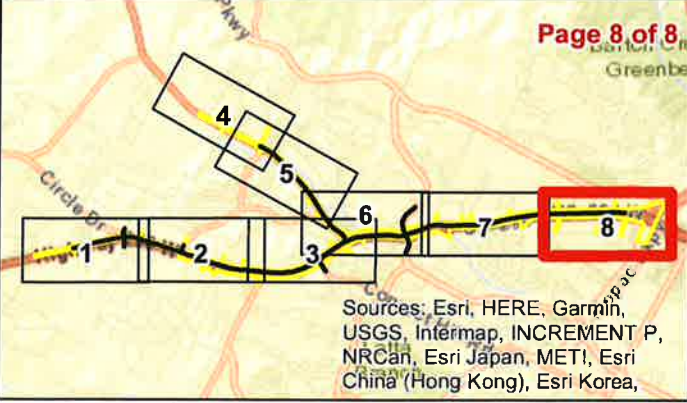 Pkwy
Page 8 of 8
Greenbe
4
5
Circle Dr
6
7
8
1
2
3
Sources: Esri, HERE, Garmin,
USGS, Intermap, INCREMENT P,
NRCan, Esri Japan, METI, Esri
China (Hong Kong), Esri Korea,